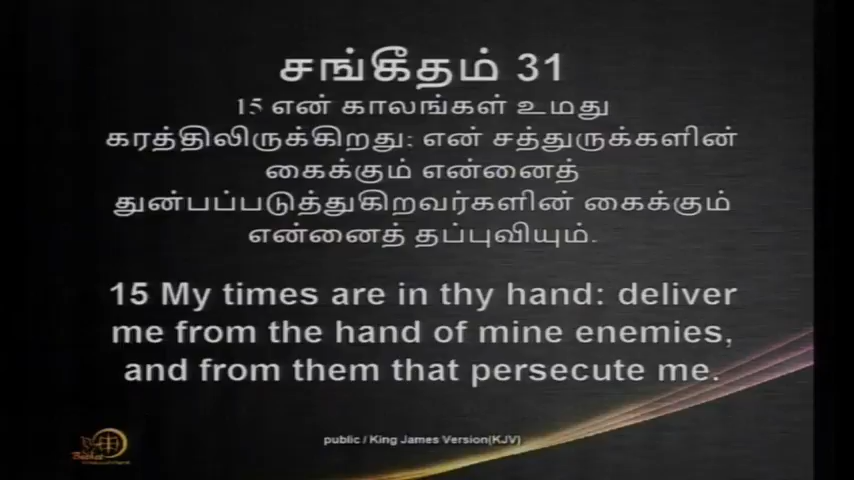 சங்கீதம் 31
15 என் காலங்கள் உமது
கரத்திலிருக்கிறது: என் சத்துருக்களின்
கைக்கும் என்னைத்
துன்பப்படுத்துகிறவர்களின் கைக்கும்
என்னைத் தப்புவியும்.
15 My times are in thy hand: deliver
me from the hand of mine enemies,
and from them that persecute me.
public / King James Version(KJV)